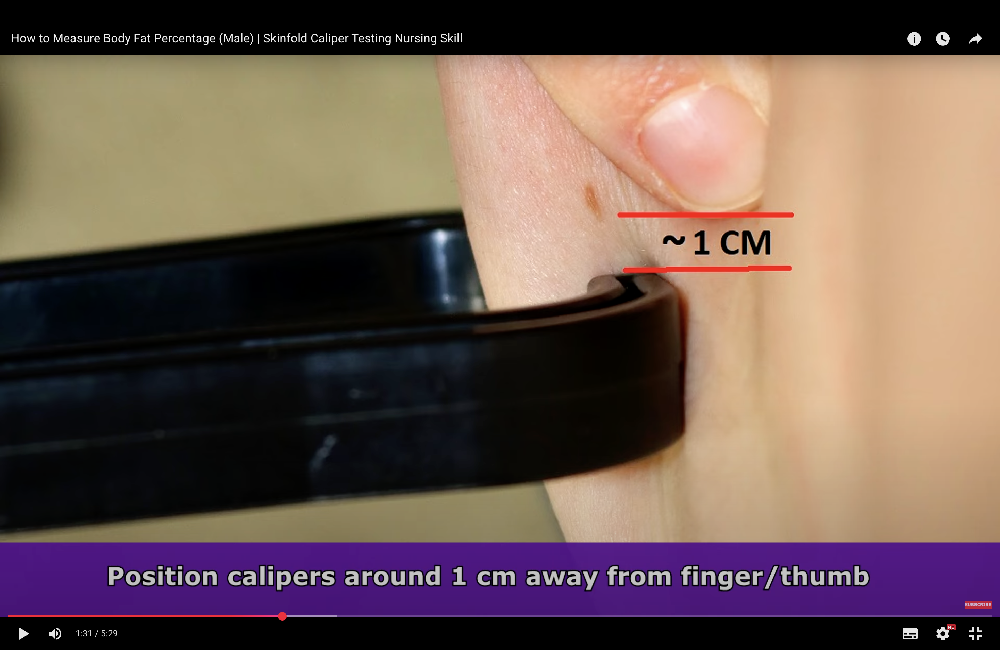 How to Measure Body Fat Percentage (Male) | Skinfold Caliper Testing Nursing Skill
~ 1 CM
Position calipers around 1 cm away from finger/thumb
SUBSCRIBE
1:31 / 5:29
HD